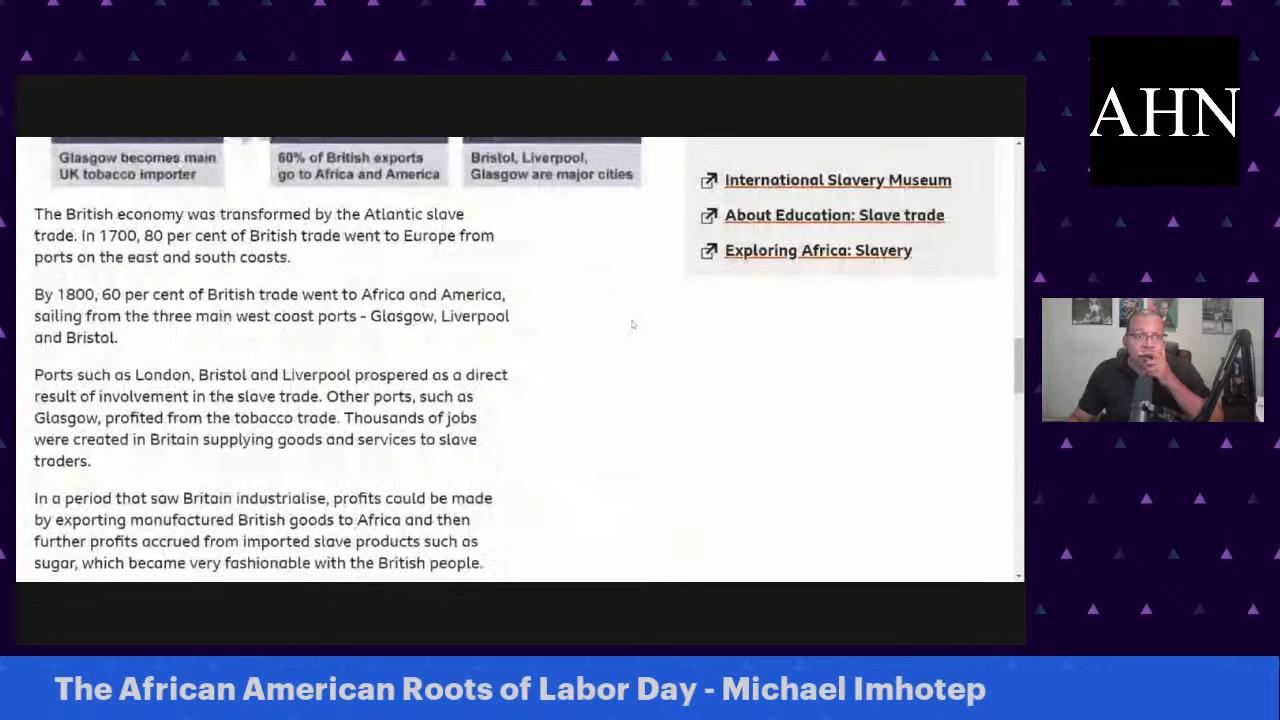 AHN
Glasgow becomes main
UK tobacco importer
60% of British exports
go to Africa and America
Bristol, Liverpool,
Glasgow are major cities
The British economy was transformed by the Atlantic slave
trade. In 1700, 80 per cent of British trade went to Europe from
ports on the east and south coasts.
By 1800, 60 per cent of British trade went to Africa and America,
sailing from the three main west coast ports - Glasgow, Liverpool
and Bristol.
Ports such as London, Bristol and Liverpool prospered as a direct
result of involvement in the slave trade. Other ports, such as
Glasgow, profited from the tobacco trade. Thousands of jobs
were created in Britain supplying goods and services to slave
traders.
In a period that saw Britain industrialise, profits could be made
by exporting manufactured British goods to Africa and then
further profits accrued from imported slave products such as
sugar, which became very fashionable with the British people.
International Slavery Museum
About Education: Slave trade
Exploring Africa: Slavery
The African American Roots of Labor Day - Michael Imhotep